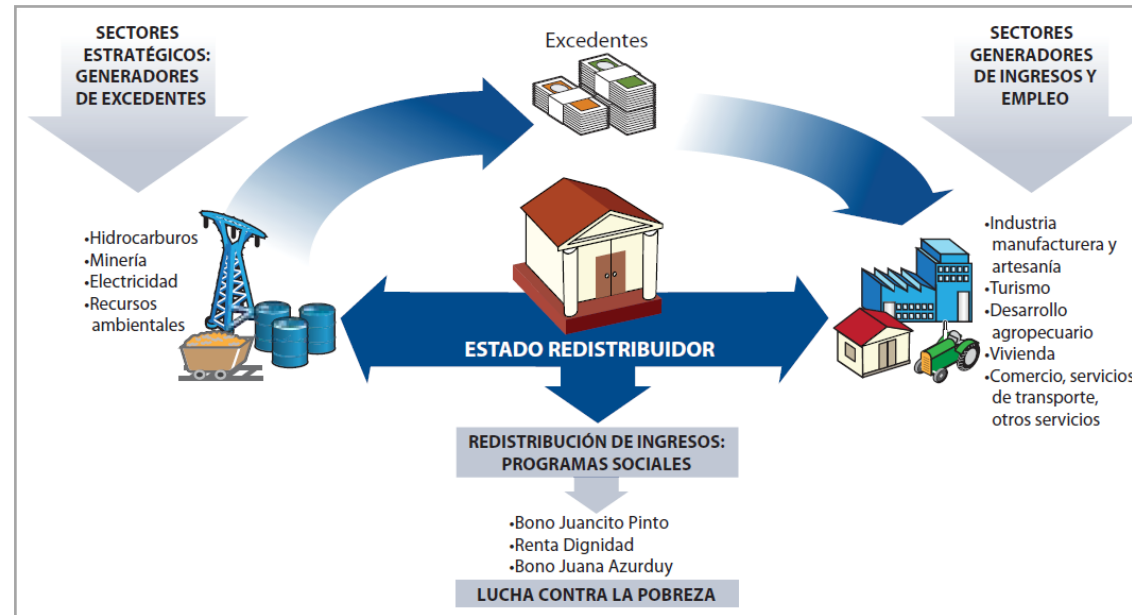 SECTORES
ESTRATÉGICOS:
GENERADORES
DE EXCEDENTES
Excedentes
SECTORES
GENERADORES
DE INGRESOS Y
EMPLEO
•Hidrocarburos
•Minería
•Electricidad
•Recursos
ambientales
•Industria
manufacturera y
artesanía
•Turismo
•Desarrollo
agropecuario
•Vivienda
•Comercio, servicios
de transporte,
otros servicios
ESTADO REDISTRIBUIDOR
REDISTRIBUCIÓN DE INGRESOS:
PROGRAMAS SOCIALES
•Bono Juancito Pinto
•Renta Dignidad
•Bono Juana Azurduy
LUCHA CONTRA LA POBREZA